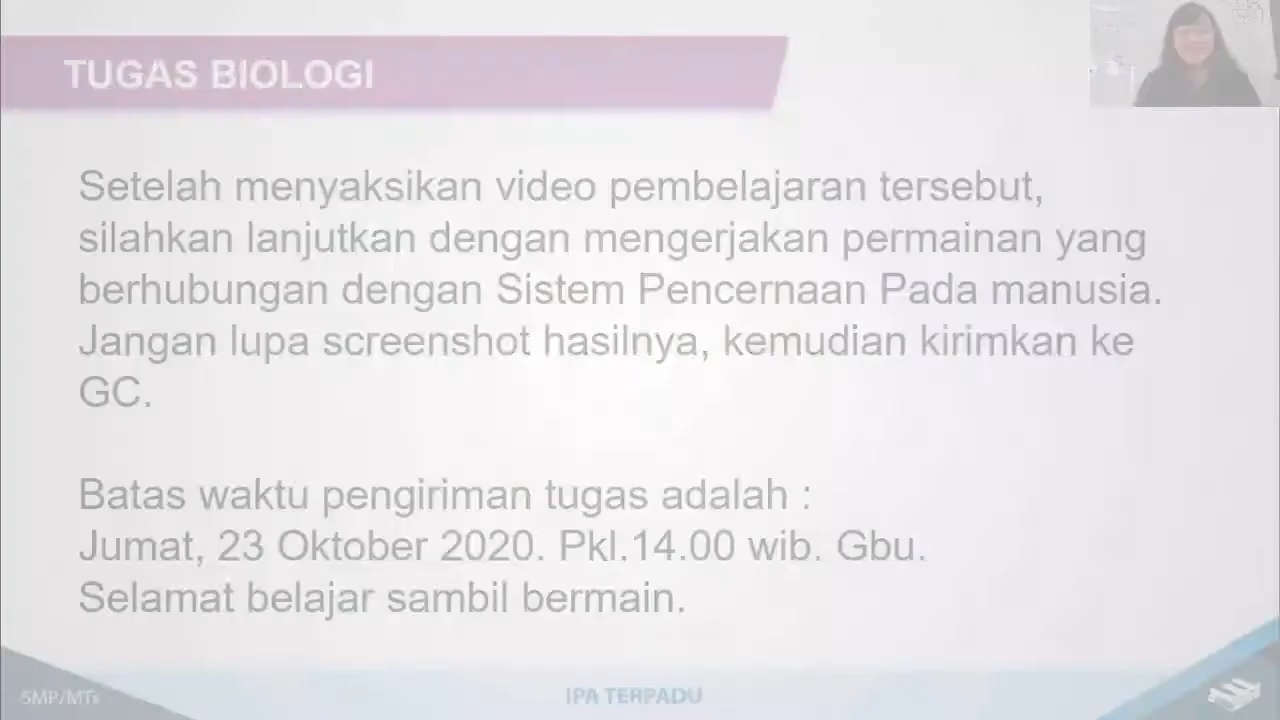 TUGAS BIOLOGI
Setelah menyaksikan video pembelajaran tersebut,
silahkan lanjutkan dengan mengerjakan permainan yang
berhubungan dengan Sistem Pencernaan Pada manusia.
Jangan lupa screenshot hasilnya, kemudian kirimkan ke
GC.
Batas waktu pengiriman tugas adalah :
Jumat, 23 Oktober 2020. Pkl.14.00 wib. Gbu.
Selamat belajar sambil bermain.
SMP/MTs
IPA TERPADU